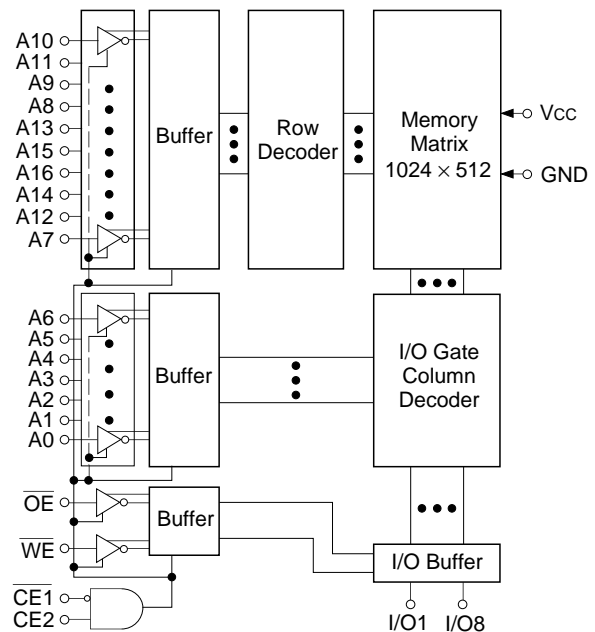 A10
A11
A9
A8
A13
A15
A16
A14
A12
A7
Buffer
Row
Decoder
Memory
Matrix
1024 × 512
VCC
GND
A6
A5
A4
A3
A2
A1
A0
Buffer
I/O Gate
Column
Decoder
OE
WE
Buffer
I/O Buffer
CE1
CE2
I/O1
I/O8